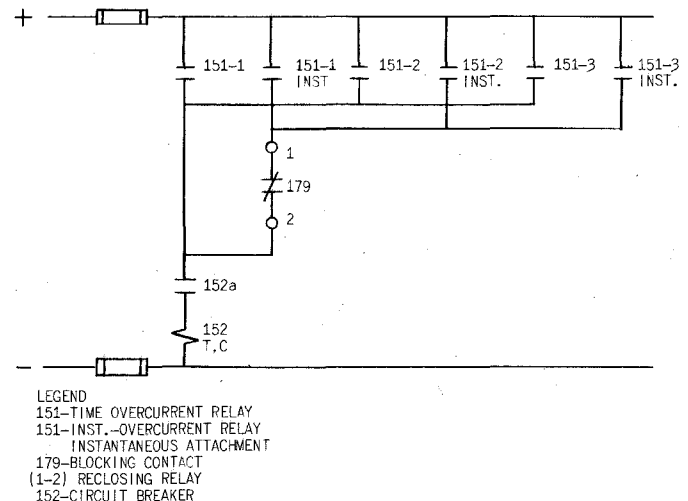 +
151-1
151-1
INST
151-2
151-2
INST.
151-3
151-3
INST.
1
179
2
152a
152
T,C
-
LEGEND
151-TIME OVERCURRENT RELAY
151-INST.-OVERCURRENT RELAY
INSTANTANEOUS ATTACHMENT
179-BLOCKING CONTACT
(1-2) RECLOSING RELAY
152-CIRCUIT BREAKER